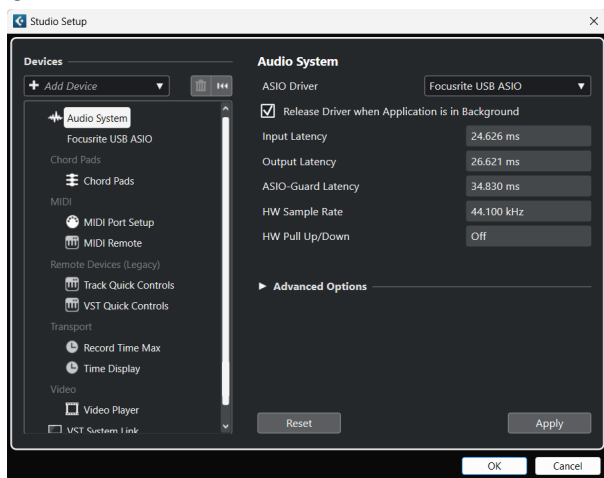 Studio Setup
Devices
Add Device
Audio System
Focusrite USB ASIO
Chord Pads
Chord Pads
MIDI
MIDI Port Setup
MIDI Remote
Remote Devices (Legacy)
Track Quick Controls
VST Quick Controls
Transport
Record Time Max
Time Display
Video
Video Player
VST System Link
Audio System
ASIO Driver Focusrite USB ASIO
Release Driver when Application is in Background
Input Latency 24.626 ms
Output Latency 26.621 ms
ASIO-Guard Latency 34.830 ms
HW Sample Rate 44.100 kHz
HW Pull Up/Down Off
Advanced Options
Reset Apply
OK Cancel